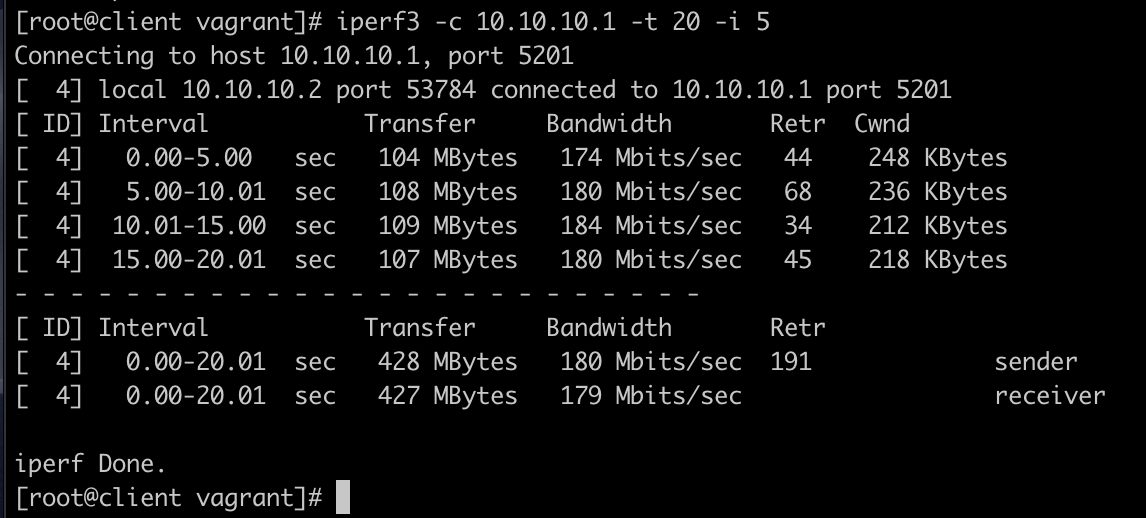 [root@client vagrant]# iperf3 -c 10.10.10.1 -t 20 -i 5
Connecting to host 10.10.10.1, port 5201
[  4] local 10.10.10.2 port 53784 connected to 10.10.10.1 port 5201
[ ID] Interval           Transfer     Bandwidth       Retr  Cwnd
[  4]   0.00-5.00   sec   104 MBytes   174 Mbits/sec   44    248 KBytes
[  4]   5.00-10.01  sec   108 MBytes   180 Mbits/sec   68    236 KBytes
[  4]  10.01-15.00  sec   109 MBytes   184 Mbits/sec   34    212 KBytes
[  4]  15.00-20.01  sec   107 MBytes   180 Mbits/sec   45    218 KBytes
- - - - - - - - - - - - - - - - - - - - - - - - -
[ ID] Interval           Transfer     Bandwidth       Retr
[  4]   0.00-20.01  sec   428 MBytes   180 Mbits/sec  191             sender
[  4]   0.00-20.01  sec   427 MBytes   179 Mbits/sec                  receiver

iperf Done.
[root@client vagrant]#